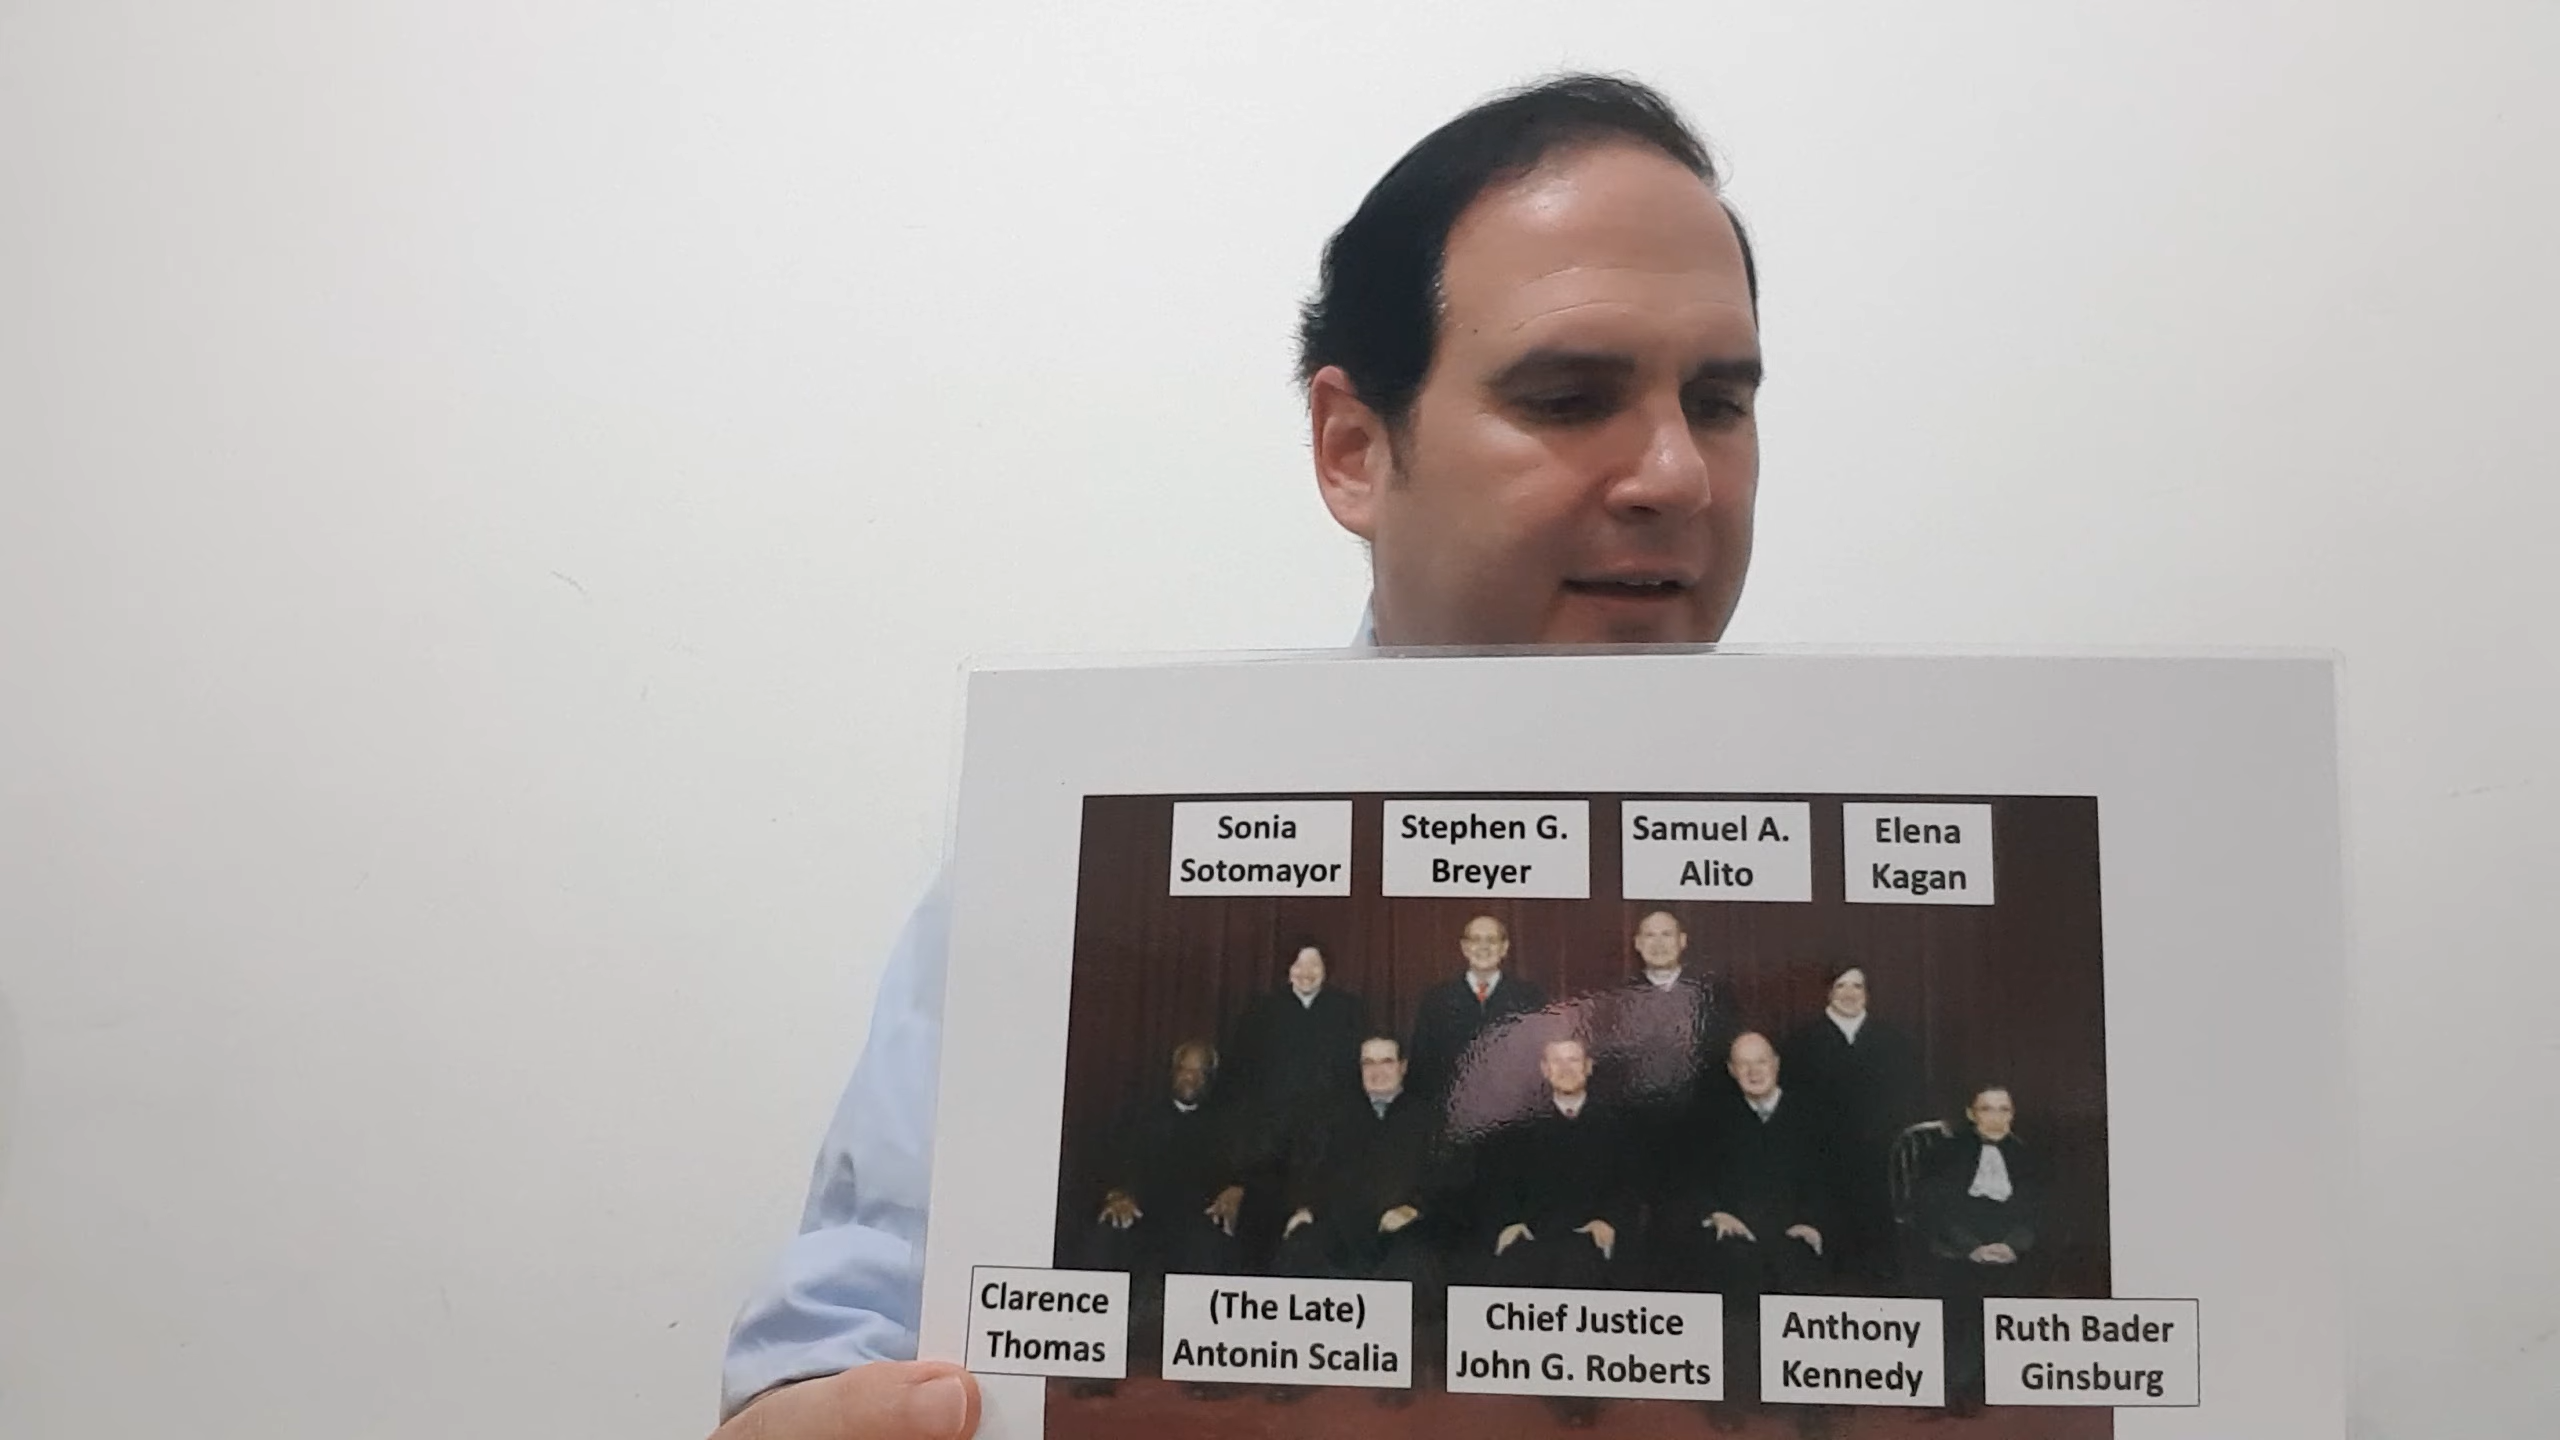 Sonia
Sotomayor
Stephen G.
Breyer
Samuel A.
Alito
Elena
Kagan
Clarence
Thomas
(The Late)
Antonin Scalia
Chief Justice
John G. Roberts
Anthony
Kennedy
Ruth Bader
Ginsburg